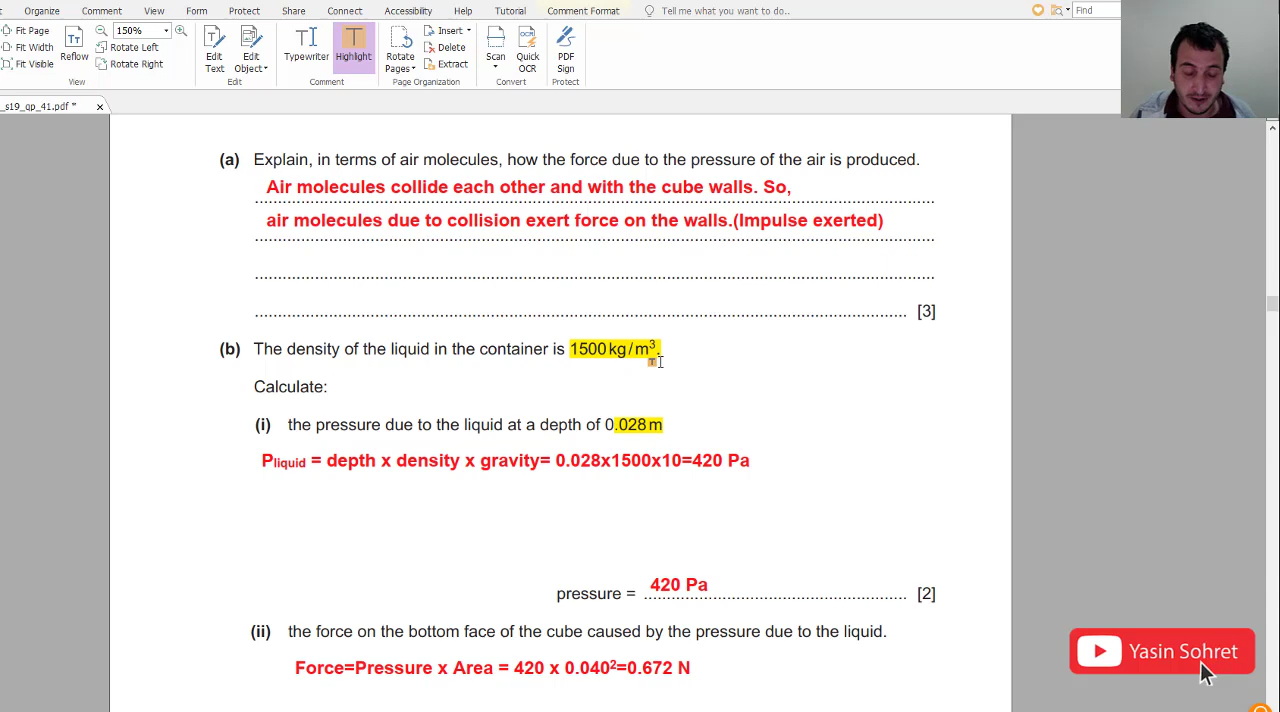 Organize Comment View Form Protect Share Connect Accessibility Help Tutorial Comment Format Tell me what you want to do.. Find
Fit Page 150% Insert
Fit Width Reflow Rotate Left Edit Text Edit Object Typewriter Highlight Rotate Pages Delete Scan Quick OCR PDF Sign
Fit Visible Rotate Right Extract
View Edit Comment Page Organization Convert Protect
_s19_qp_41.pdf *
(a) Explain, in terms of air molecules, how the force due to the pressure of the air is produced.
Air molecules collide each other and with the cube walls. So,
air molecules due to collision exert force on the walls.(Impulse exerted)
[3]
(b) The density of the liquid in the container is 1500 kg/m³.
Calculate:
(i) the pressure due to the liquid at a depth of 0.028 m
Pliquid = depth x density x gravity= 0.028x1500x10=420 Pa
420 Pa
pressure = [2]
(ii) the force on the bottom face of the cube caused by the pressure due to the liquid.
Force=Pressure x Area = 420 x 0.040²=0.672 N
Yasin Sohret